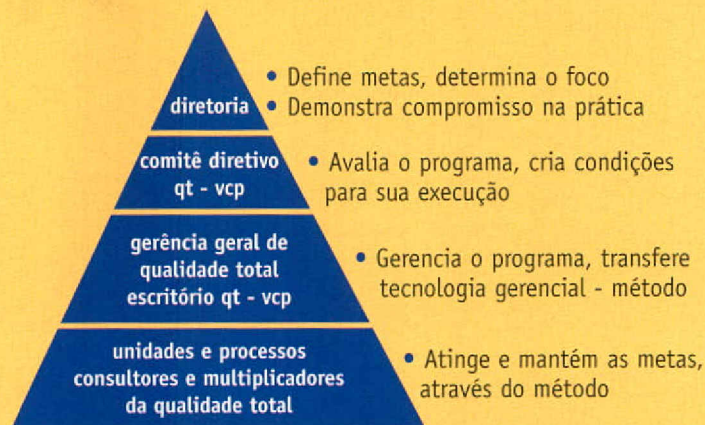 • Define metas, determina o foco
diretoria • Demonstra compromisso na prática
comitê diretivo
qt - vcp
• Avalia o programa, cria condições
para sua execução
gerência geral de
qualidade total
escritório qt - vcp
• Gerencia o programa, transfere
tecnologia gerencial - método
unidades e processos
consultores e multiplicadores
da qualidade total
• Atinge e mantém as metas,
através do método